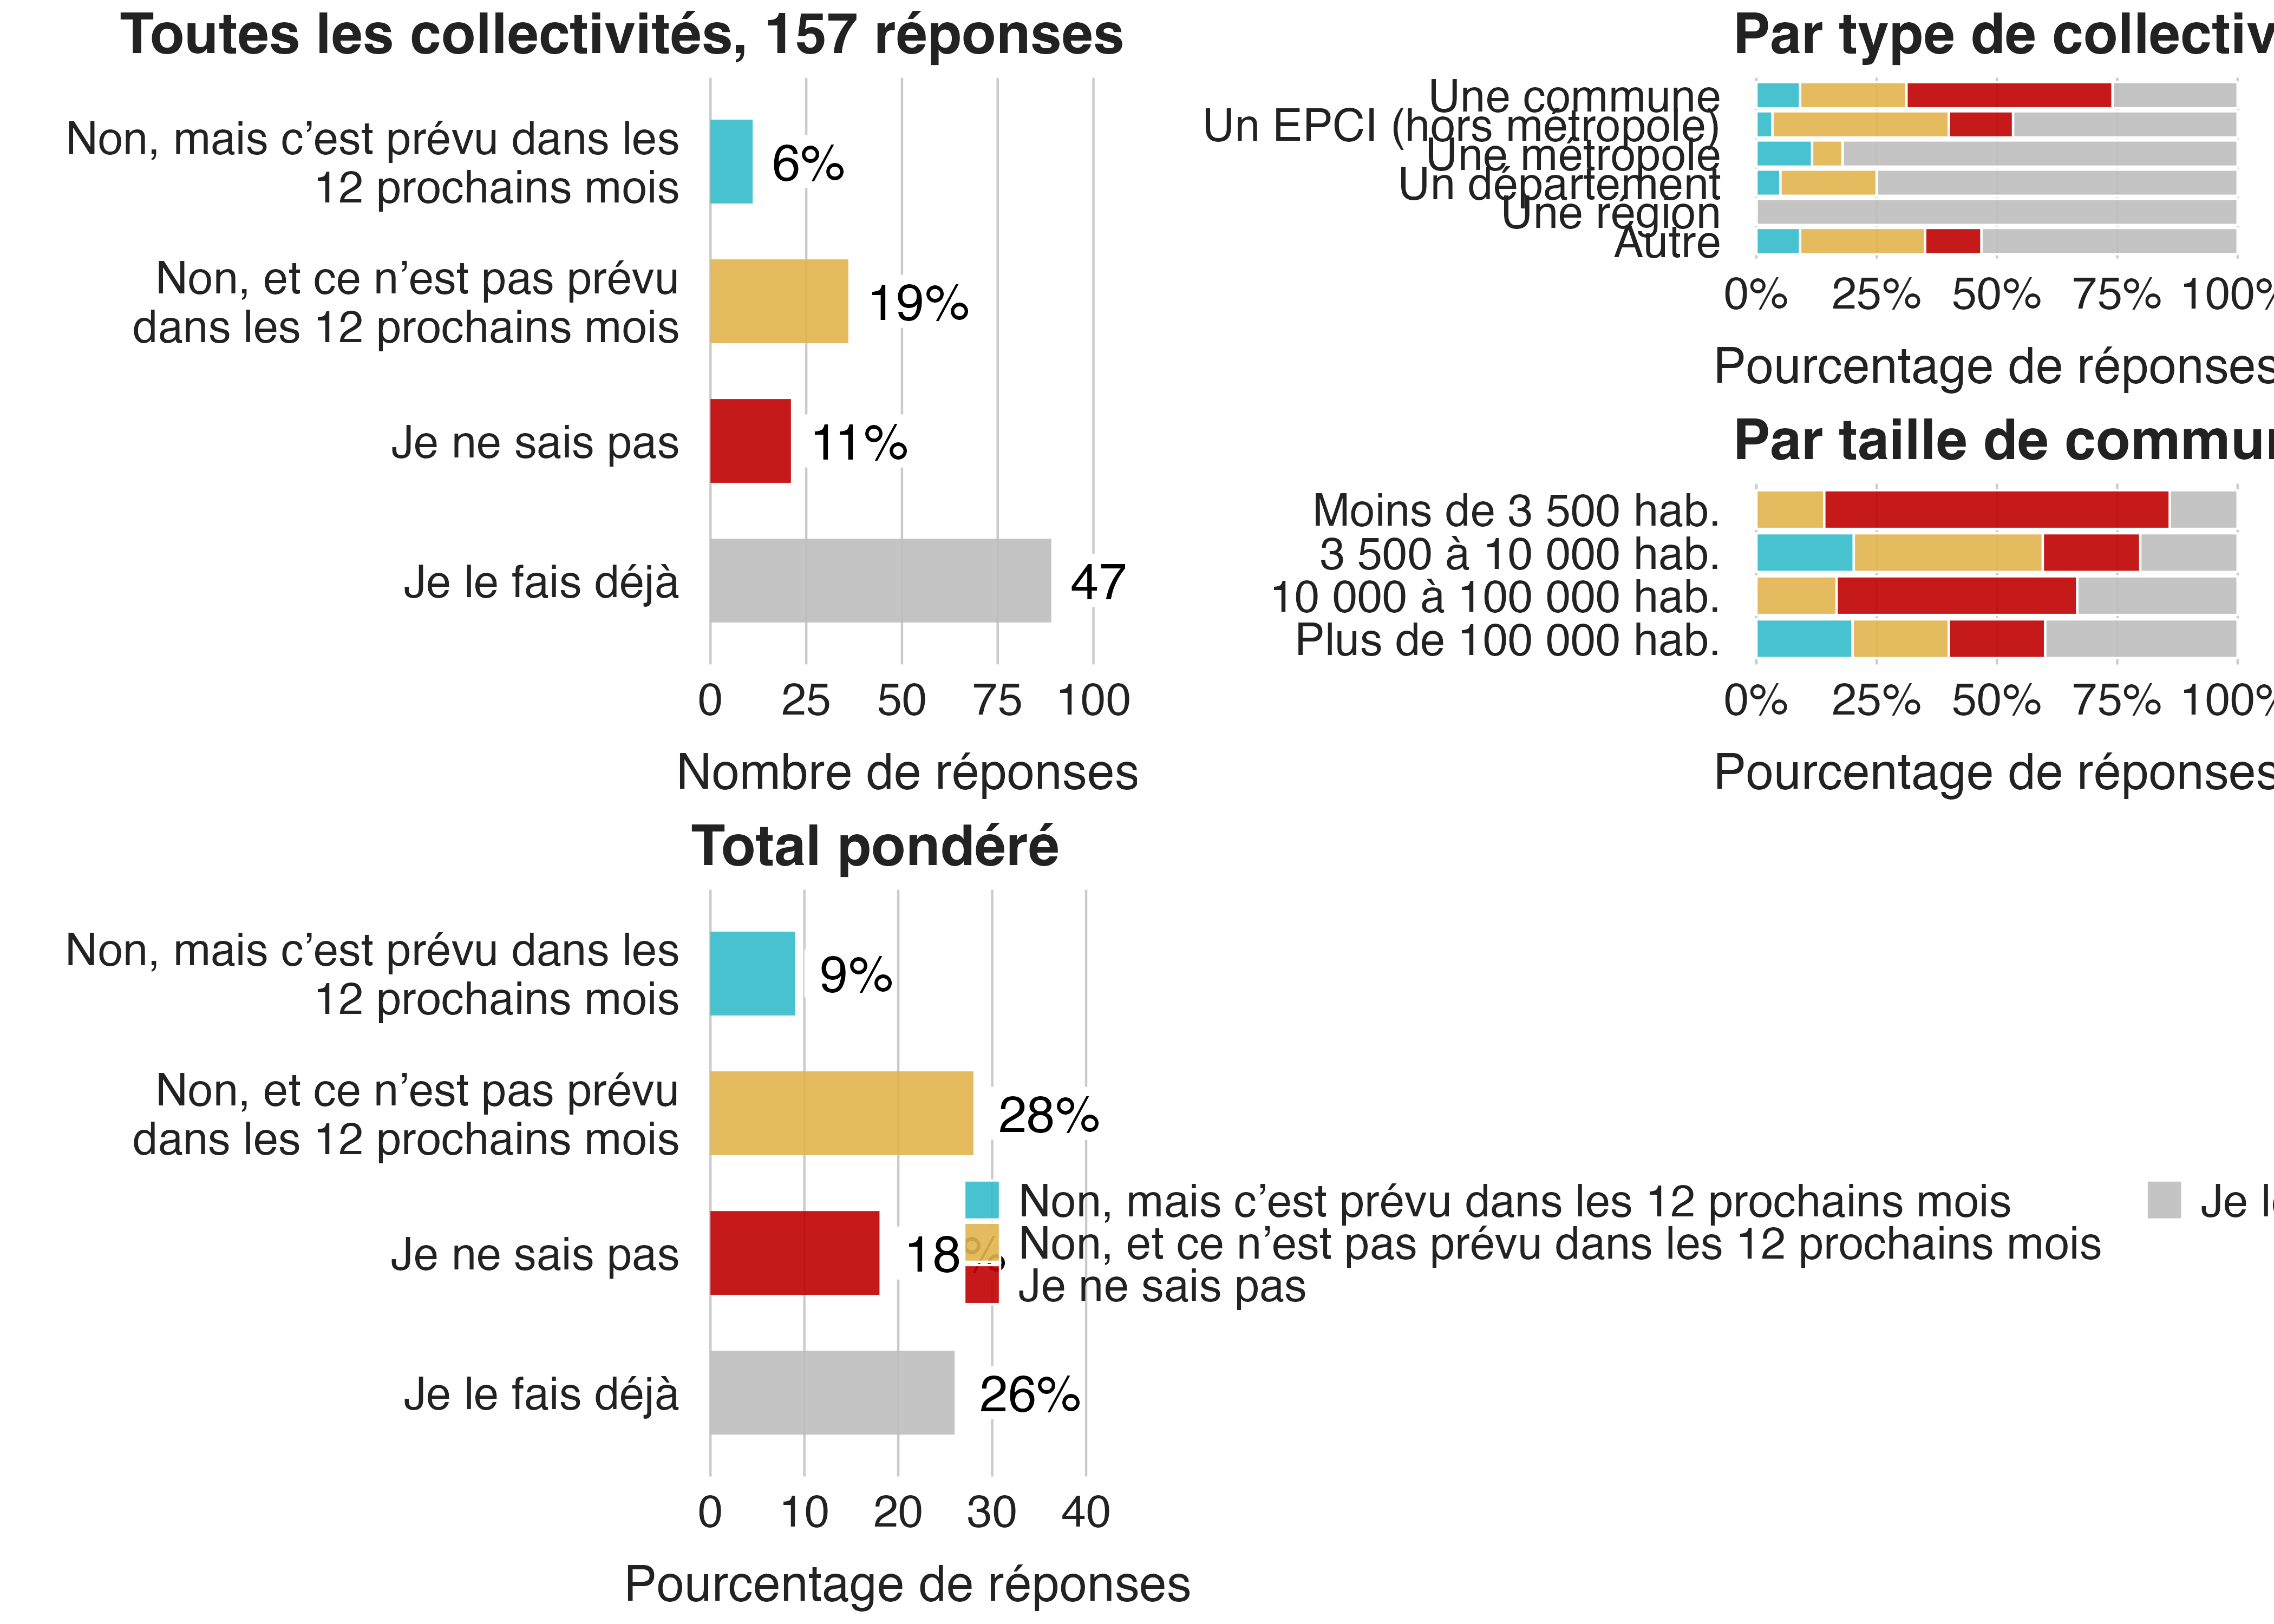 Toutes les collectivités, 157 réponses
Non, mais c’est prévu dans les
12 prochains mois
6%
Non, et ce n’est pas prévu
dans les 12 prochains mois
19%
Je ne sais pas
11%
Je le fais déjà
47
0 25 50 75 100
Nombre de réponses
Par type de collectiv
Une commune
Un EPCI (hors métropole)
Une métropole
Un département
Une région
Autre
0% 25% 50% 75% 100%
Pourcentage de réponses
Par taille de commun
Moins de 3 500 hab.
3 500 à 10 000 hab.
10 000 à 100 000 hab.
Plus de 100 000 hab.
0% 25% 50% 75% 100%
Pourcentage de réponses
Total pondéré
Non, mais c’est prévu dans les
12 prochains mois
9%
Non, et ce n’est pas prévu
dans les 12 prochains mois
28%
Je ne sais pas
18%
Je le fais déjà
26%
0 10 20 30 40
Pourcentage de réponses
Non, mais c’est prévu dans les 12 prochains mois
Non, et ce n’est pas prévu dans les 12 prochains mois
Je ne sais pas
Je l